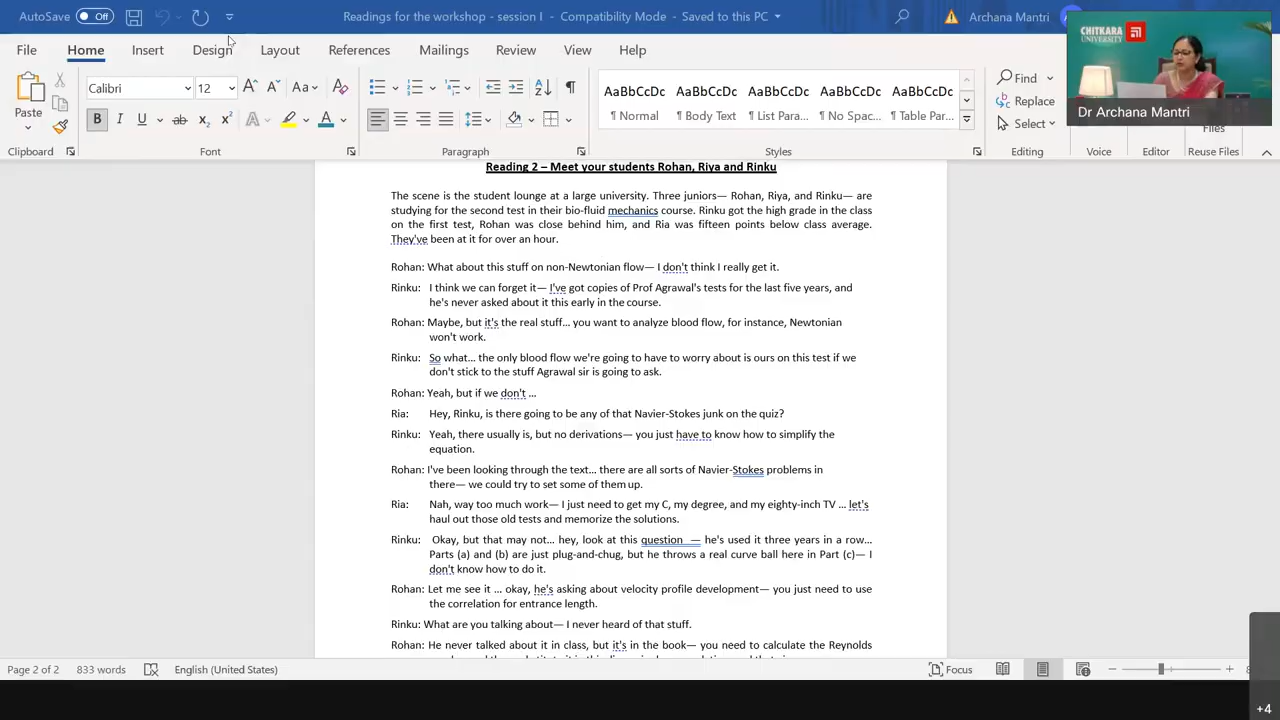 AutoSave Off Readings for the workshop - session I - Compatibility Mode - Saved to this PC Archana Mantri
File Home Insert Design Layout References Mailings Review View Help
CHITKARA
UNIVERSITY
Dr Archana Mantri
Paste
Calibri 12
Aa
B I U ab x₂ x² A A
AaBbCcDc AaBbCcDc AaBbCcDc AaBbCcDc AaBbCcDc
¶ Normal ¶ Body Text ¶ List Para... ¶ No Spac... ¶ Table Par...
Find
Replace
Select
Files
Clipboard Font Paragraph Styles Editing Voice Editor Reuse Files
Reading 2 – Meet your students Rohan, Riya and Rinku
The scene is the student lounge at a large university. Three juniors— Rohan, Riya, and Rinku— are
studying for the second test in their bio-fluid mechanics course. Rinku got the high grade in the class
on the first test, Rohan was close behind him, and Ria was fifteen points below class average.
They've been at it for over an hour.
Rohan: What about this stuff on non-Newtonian flow— I don't think I really get it.
Rinku: I think we can forget it— I've got copies of Prof Agrawal's tests for the last five years, and
he's never asked about it this early in the course.
Rohan: Maybe, but it's the real stuff... you want to analyze blood flow, for instance, Newtonian
won't work.
Rinku: So what... the only blood flow we're going to have to worry about is ours on this test if we
don't stick to the stuff Agrawal sir is going to ask.
Rohan: Yeah, but if we don't ...
Ria: Hey, Rinku, is there going to be any of that Navier-Stokes junk on the quiz?
Rinku: Yeah, there usually is, but no derivations— you just have to know how to simplify the
equation.
Rohan: I've been looking through the text... there are all sorts of Navier-Stokes problems in
there— we could try to set some of them up.
Ria: Nah, way too much work— I just need to get my C, my degree, and my eighty-inch TV ... let's
haul out those old tests and memorize the solutions.
Rinku: Okay, but that may not... hey, look at this question — he's used it three years in a row...
Parts (a) and (b) are just plug-and-chug, but he throws a real curve ball here in Part (c)— I
don't know how to do it.
Rohan: Let me see it ... okay, he's asking about velocity profile development— you just need to use
the correlation for entrance length.
Rinku: What are you talking about— I never heard of that stuff.
Rohan: He never talked about it in class, but it's in the book— you need to calculate the Reynolds
Page 2 of 2 833 words English (United States) Focus
+4